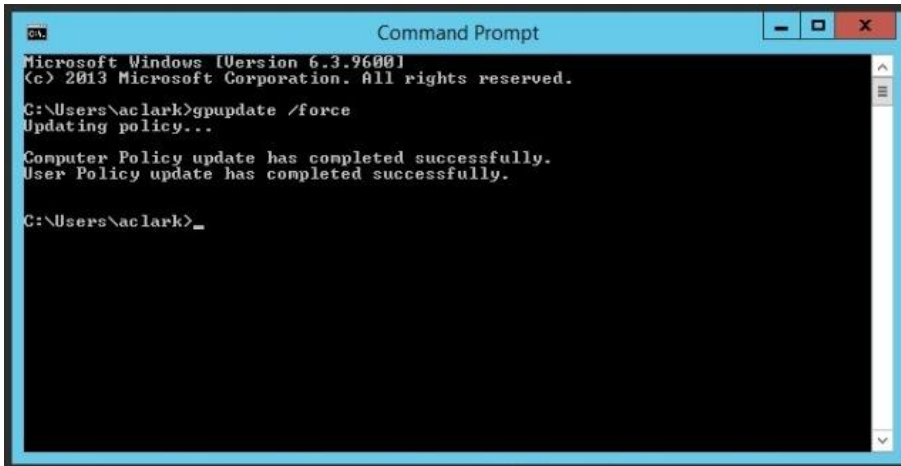 Command Prompt
Microsoft Windows [Version 6.3.9600]
(c) 2013 Microsoft Corporation. All rights reserved.
C:\Users\aclark>gpupdate /force
Updating policy...
Computer Policy update has completed successfully.
User Policy update has completed successfully.
C:\Users\aclark>_